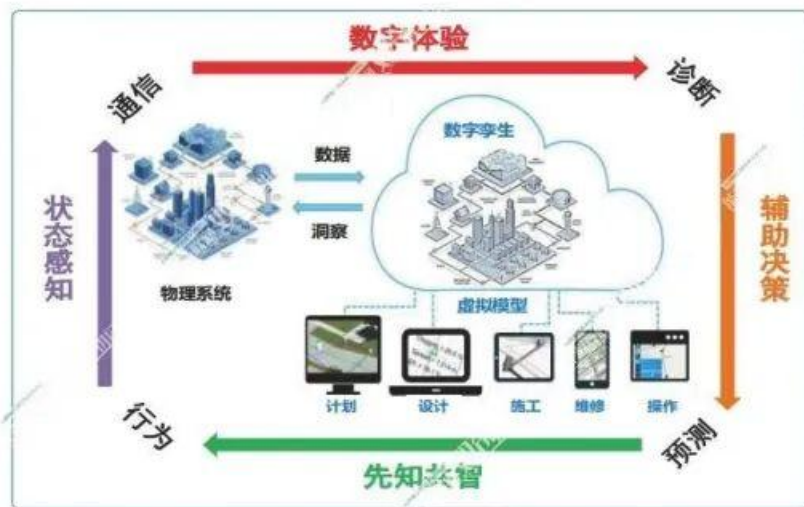 数字体验
通信
诊断
数字孪生
数据
洞察
状态感知
辅助决策
物理系统
虚拟模型
计划
设计
施工
维修
操作
行为
预测
先知共智